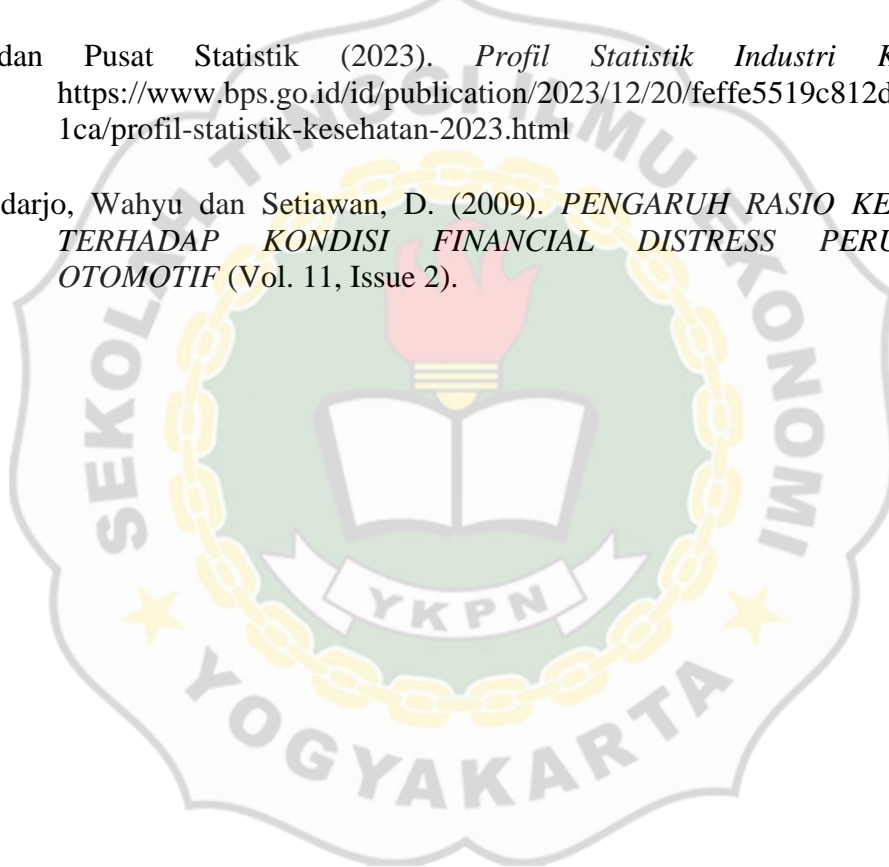 dan Pusat Statistik (2023). Profil Statistik Industri K
https://www.bps.go.id/id/publication/2023/12/20/feffe5519c812d
1ca/profil-statistik-kesehatan-2023.html
darjo, Wahyu dan Setiawan, D. (2009). PENGARUH RASIO KE
TERHADAP KONDISI FINANCIAL DISTRESS PERU
OTOMOTIF (Vol. 11, Issue 2).
SEKOLAH TINGGI ILMU EKONOMI
YKPN
YOGYAKARTA